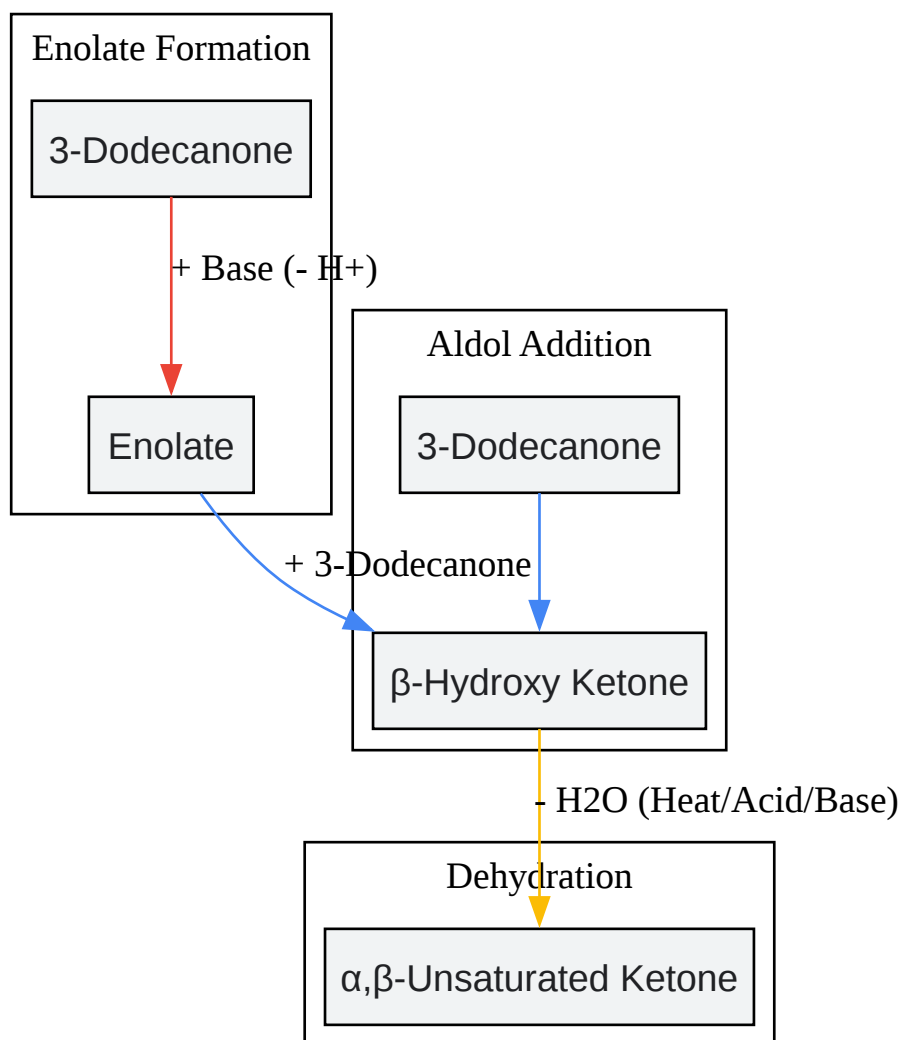 Enolate Formation
3-Dodecanone
+ Base (- H+)
Aldol Addition
Enolate
3-Dodecanone
+ 3-Dodecanone
β-Hydroxy Ketone
- H2O (Heat/Acid/Base)
Dehydration
α,β-Unsaturated Ketone